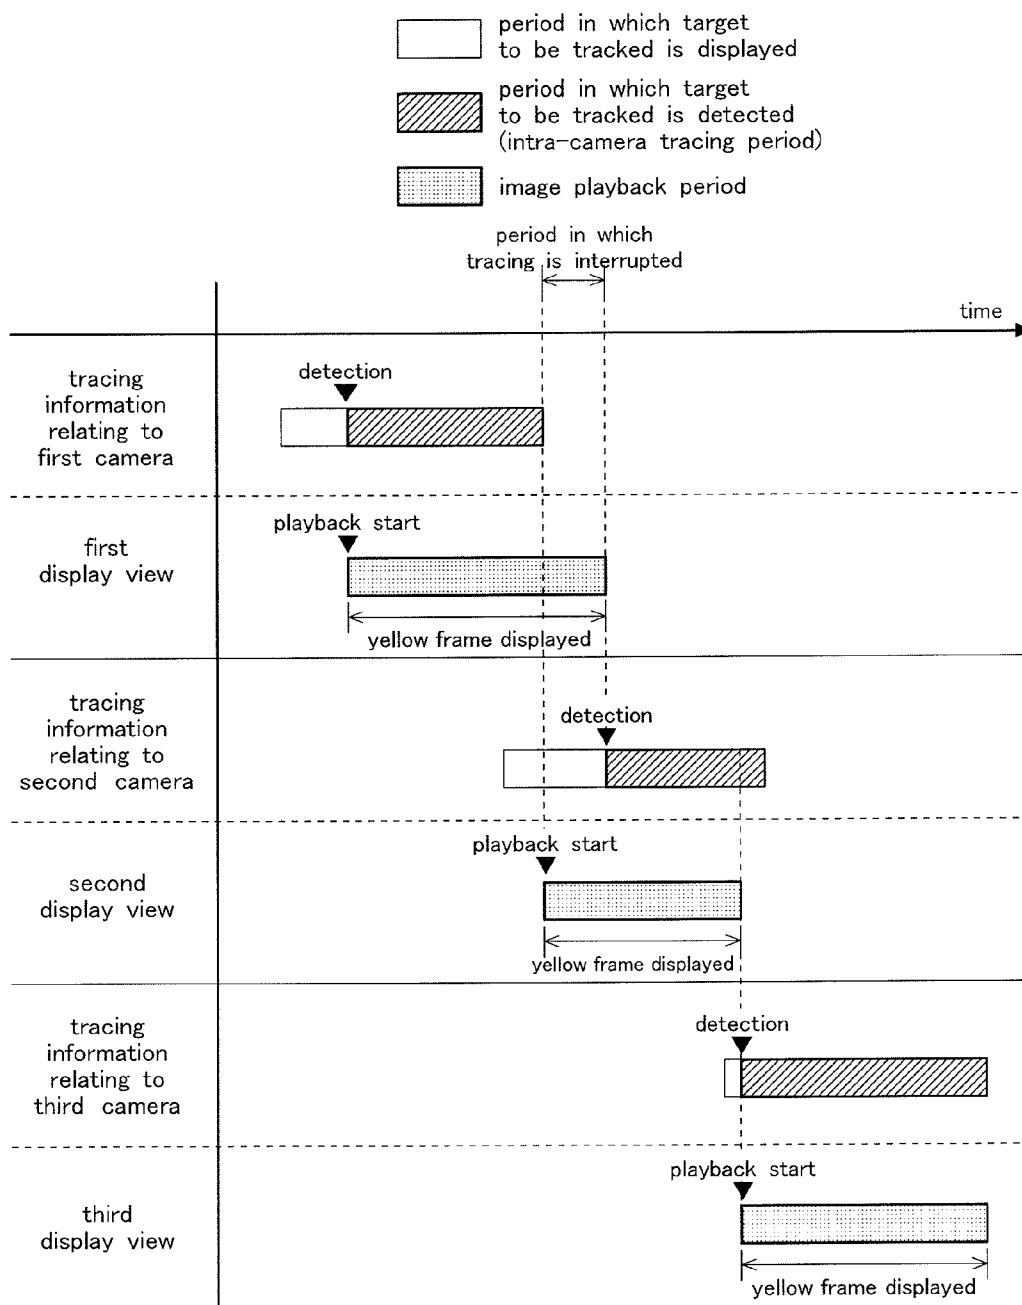 period in which target
to be tracked is displayed
period in which target
to be tracked is detected
(intra-camera tracing period)
image playback period
period in which
tracing is interrupted
time
tracing
information
relating to
first camera
detection
first
display view
playback start
yellow frame displayed
tracing
information
relating to
second camera
detection
second
display view
playback start
yellow frame displayed
tracing
information
relating to
third camera
detection
third
display view
playback start
yellow frame displayed